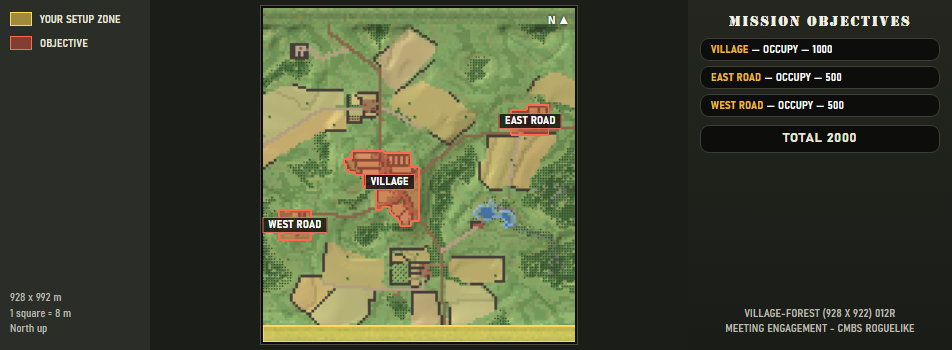 YOUR SETUP ZONE
OBJECTIVE
928 x 992 m
1 square = 8 m
North up
N ▲
EAST ROAD
VILLAGE
WEST ROAD
MISSION OBJECTIVES
VILLAGE — OCCUPY — 1000
EAST ROAD — OCCUPY — 500
WEST ROAD — OCCUPY — 500
TOTAL 2000
VILLAGE-FOREST (928 X 922) 012R
MEETING ENGAGEMENT - CMBS ROGUELIKE